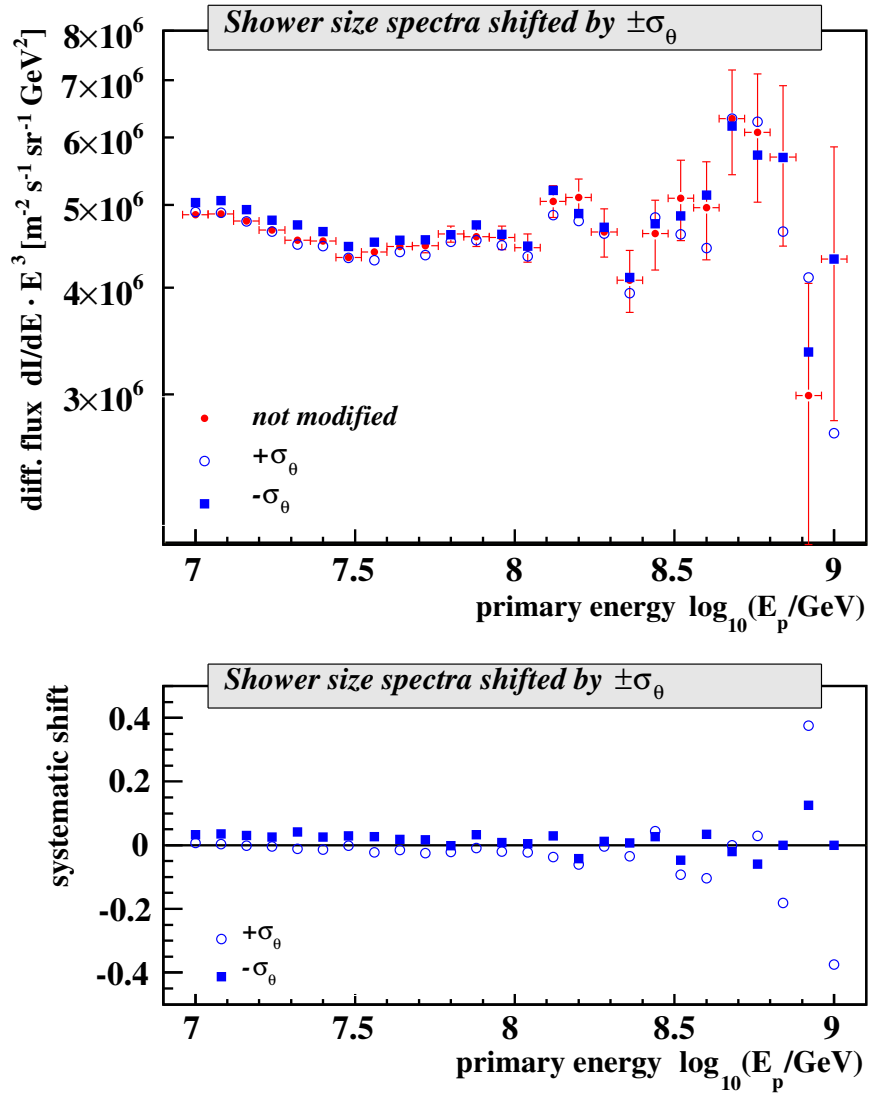 Shower size spectra shifted by ±σθ
8×10⁶
7×10⁶
6×10⁶
5×10⁶
4×10⁶
3×10⁶
diff. flux dI/dE · E³ [m⁻² s⁻¹ sr⁻¹ GeV²]
not modified
+σθ
-σθ
7 7.5 8 8.5 9
primary energy log₁₀(E_p/GeV)
Shower size spectra shifted by ±σθ
0.4
0.2
0
-0.2
-0.4
systematic shift
+σθ
-σθ
7 7.5 8 8.5 9
primary energy log₁₀(E_p/GeV)